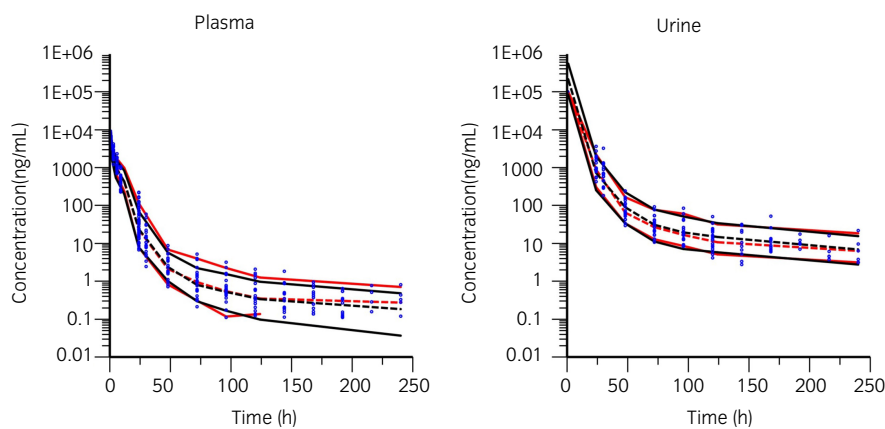 Plasma
Concentration(ng/mL)
1E+06
1E+05
1E+04
1000
100
10
1
0.1
0.01
0 50 100 150 200 250
Time (h)
Urine
Concentration(ng/mL)
1E+06
1E+05
1E+04
1000
100
10
1
0.1
0.01
0 50 100 150 200 250
Time (h)